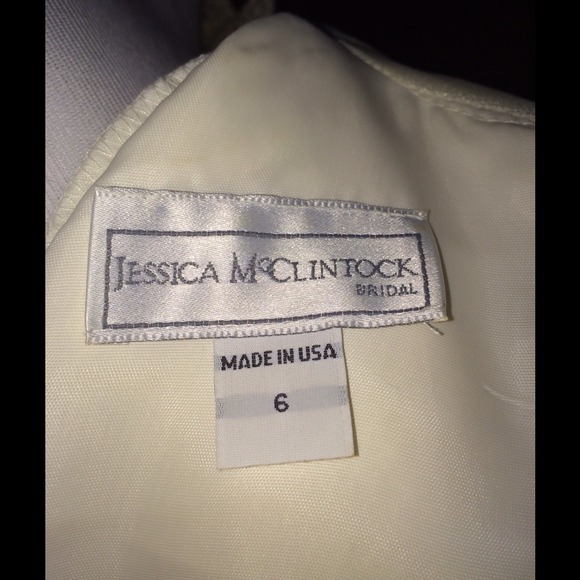 JESSICA McCLINTOCK
BRIDAL
MADE IN USA
6